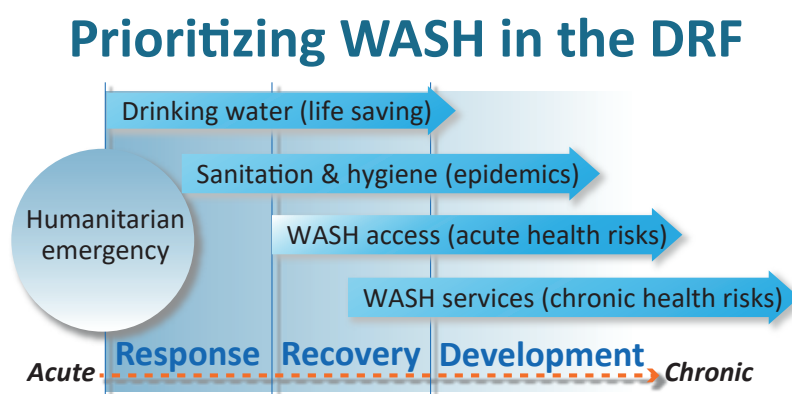 Prioritizing WASH in the DRF
Drinking water (life saving)
Sanitation & hygiene (epidemics)
Humanitarian
emergency
WASH access (acute health risks)
WASH services (chronic health risks)
Response Recovery Development
Acute Chronic